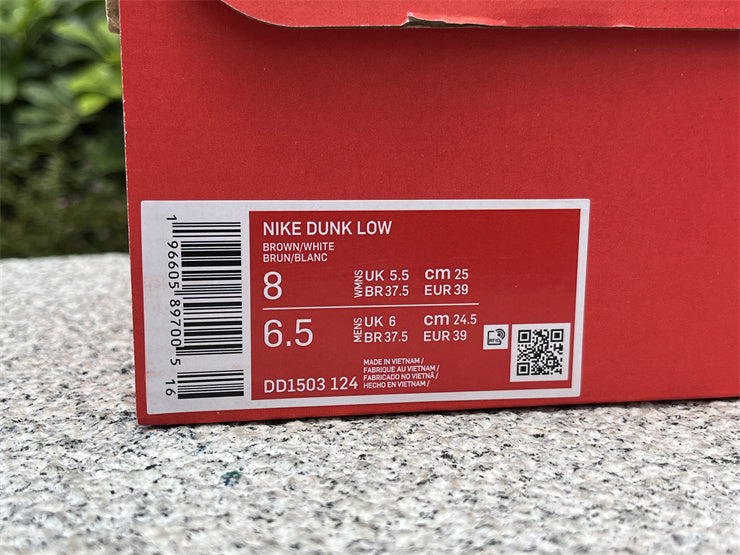 NIKE DUNK LOW
BROWN/WHITE
BRUN/BLANC
8 WMNS UK 5.5 cm 25
BR 37.5 EUR 39
6.5 MENS UK 6 cm 24.5
BR 37.5 EUR 39
RFID
MADE IN VIETNAM /
FABRIQUE AU VIETNAM /
FABRICADO NO VIETNÃ /
HECHO EN VIETNAM /
DD1503 124
1 96605 89700 5 16